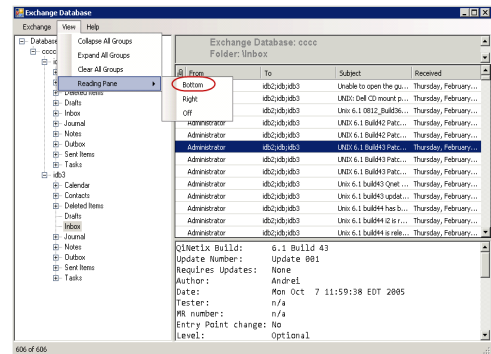 Exchange Database
Exchange View Help
Collapse All Groups
Expand All Groups
Clear All Groups
Reading Pane
Bottom
Right
Off
Database
cccc
Deleted Items
Drafts
Inbox
Journal
Notes
Outbox
Sent Items
Tasks
idb3
Calendar
Contacts
Deleted Items
Drafts
Inbox
Journal
Notes
Outbox
Sent Items
Tasks
Exchange Database: cccc
Folder: \Inbox
From To Subject Received
idb2;idb;idb3 Unable to open the gu... Thursday, February...
idb2;idb;idb3 UNIX: Dell CD mount p... Thursday, February...
idb2;idb;idb3 Unix 6.1 0812_Build36... Thursday, February...
Administrator idb2;idb;idb3 UNIX 6.1 Build42 Patc... Thursday, February...
Administrator idb2;idb;idb3 UNIX 6.1 Build42 Patc... Thursday, February...
Administrator idb2;idb;idb3 UNIX 6.1 Build43 Patc... Thursday, February...
Administrator idb2;idb;idb3 UNIX 6.1 Build43 Patc... Thursday, February...
Administrator idb2;idb;idb3 Unix 6.1 build43 Qnet ... Thursday, February...
Administrator idb2;idb;idb3 Unix 6.1 build43 updat... Thursday, February...
Administrator idb2;idb;idb3 Unix 6.1 build44 has b... Thursday, February...
Administrator idb2;idb;idb3 Unix 6.1 build44 i2 is r... Thursday, February...
Administrator idb2;idb;idb3 Unix 6.1 build44 is rele... Thursday, February...
QiNetix Build: 6.1 Build 43
Update Number: Update 001
Requires Updates: None
Author: Andrei
Date: Mon Oct 7 11:59:38 EDT 2005
Tester: n/a
MR number: n/a
Entry Point change: No
Level: Optional
606 of 606